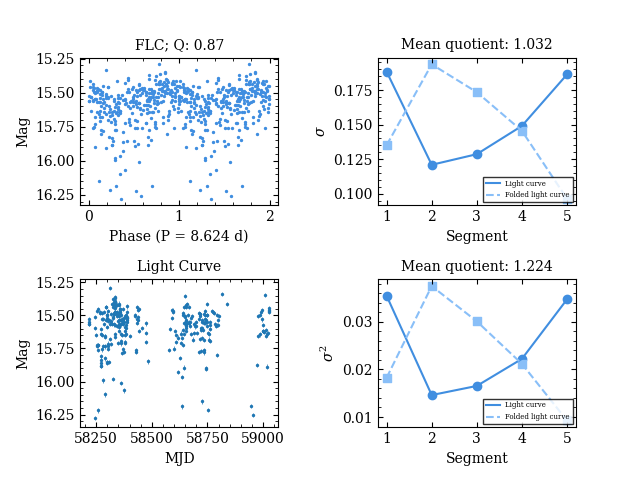 FLC; Q: 0.87
15.25
15.50
15.75
16.00
16.25
Mag
0
1
2
Phase (P = 8.624 d)
Mean quotient: 1.032
0.175
0.150
0.125
0.100
σ
1
2
3
4
5
Segment
Light curve
Folded light curve
Light Curve
15.25
15.50
15.75
16.00
16.25
Mag
58250
58500
58750
59000
MJD
Mean quotient: 1.224
0.03
0.02
0.01
σ²
1
2
3
4
5
Segment
Light curve
Folded light curve